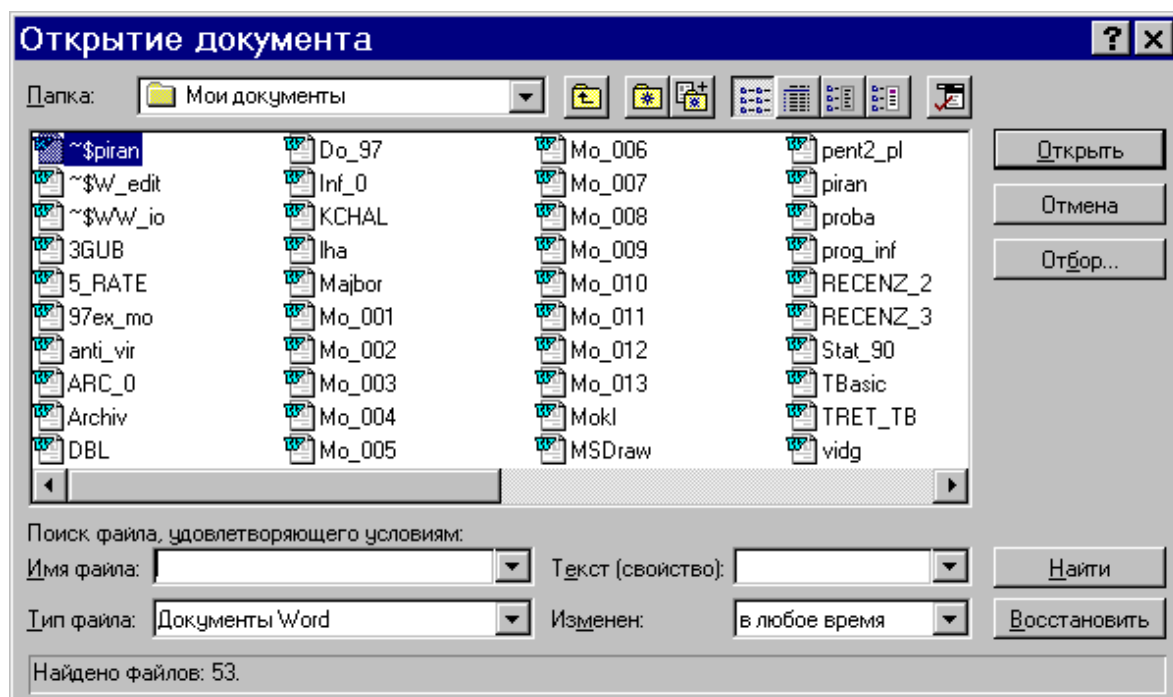 Открытие документа
Папка: Мои документы
~$piran Do_97 Mo_006 pent2_pl
~$W_edit Inf_0 Mo_007 piran
~$WW_io KCHAL Mo_008 proba
3GUB lha Mo_009 prog_inf
5_RATE Majbor Mo_010 RECENZ_2
97ex_mo Mo_001 Mo_011 RECENZ_3
anti_vir Mo_002 Mo_012 Stat_90
ARC_0 Mo_003 Mo_013 TBasic
Archiv Mo_004 Mokl TRET_TB
DBL Mo_005 MSDraw vidg
Открыть
Отмена
Отбор...
Поиск файла, удовлетворяющего условиям:
Имя файла: Текст (свойство): Найти
Тип файла: Документы Word Изменен: в любое время Восстановить
Найдено файлов: 53.